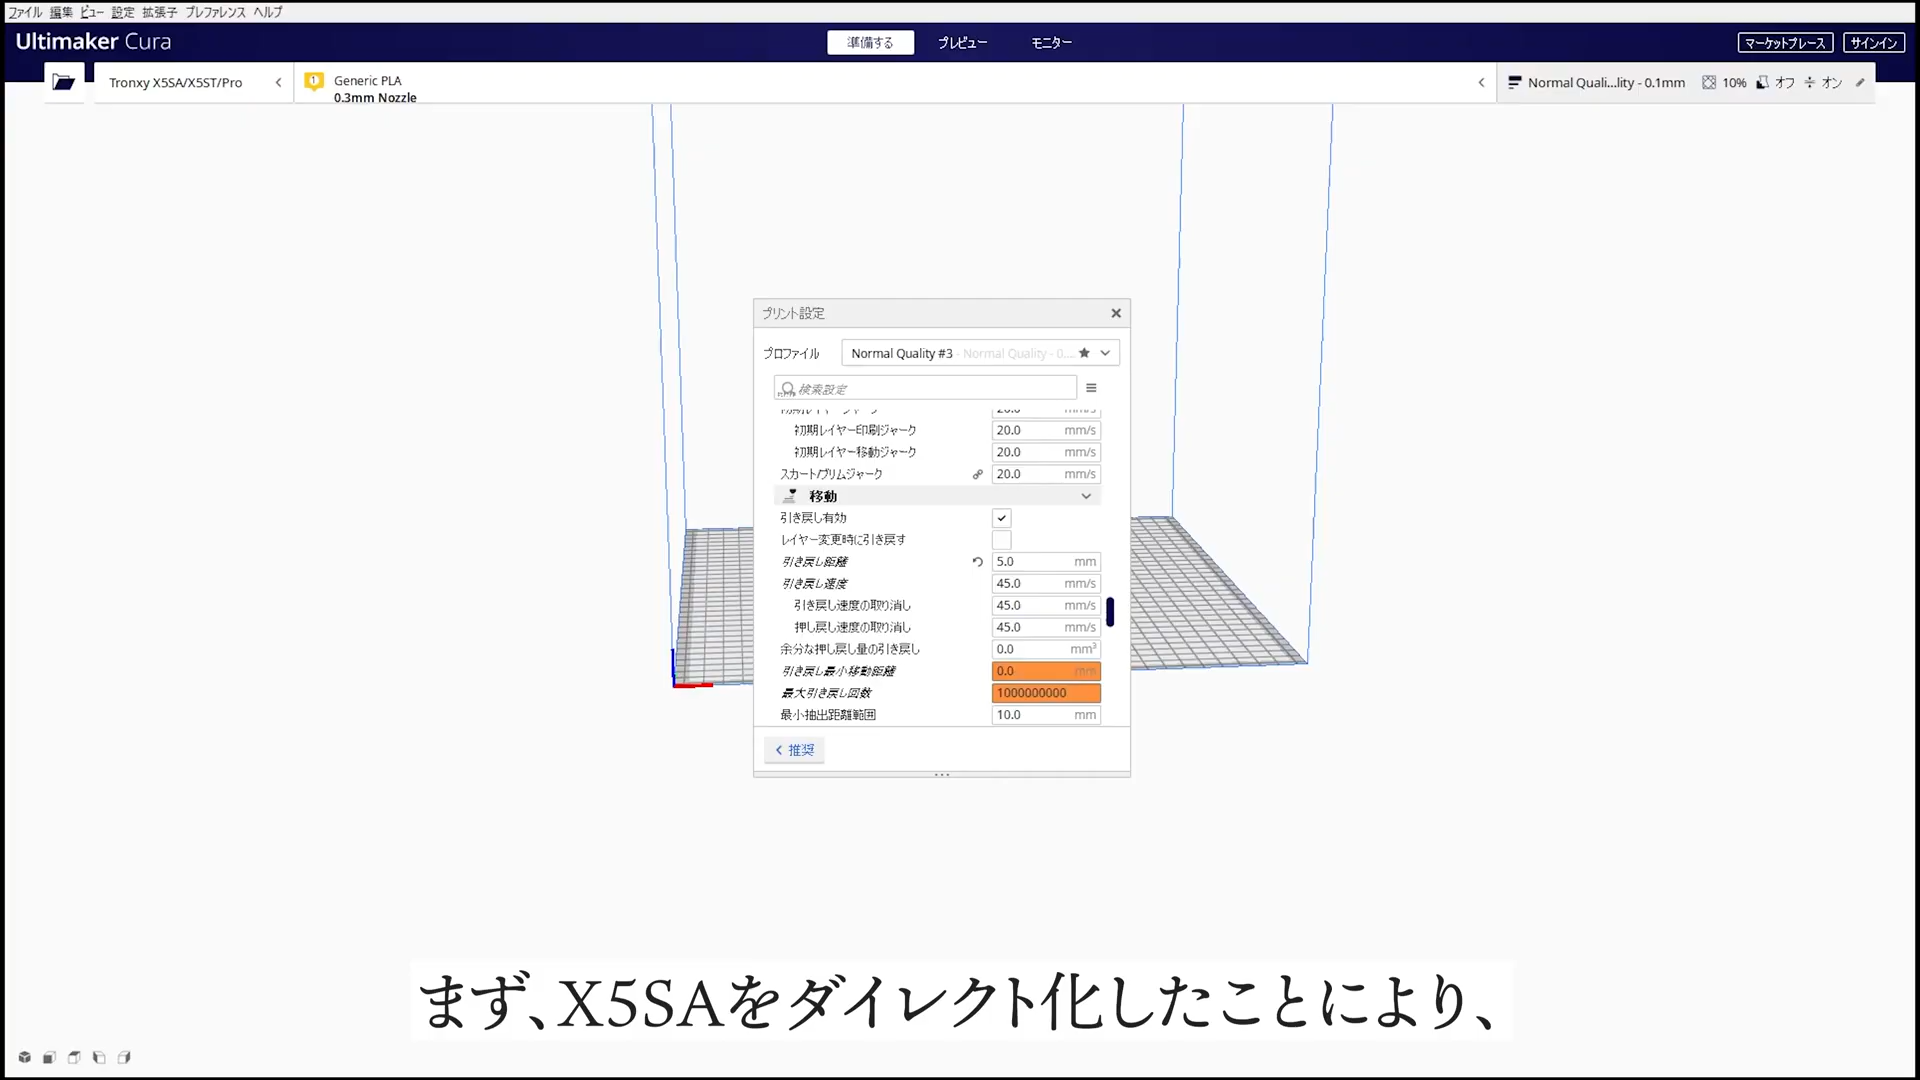 ファイル 編集 ビュー 設定 拡張子 プレファレンス ヘルプ
Ultimaker Cura
準備する プレビュー モニター
マーケットプレース サインイン
Tronxy X5SA/X5ST/Pro
1 Generic PLA
0.3mm Nozzle
Normal Quali...lity - 0.1mm 10% オフ オン
プリント設定
プロファイル Normal Quality #3 - Normal Quality - 0....
検索設定
初期レイヤー印刷ジャーク 20.0 mm/s
初期レイヤー移動ジャーク 20.0 mm/s
スカート/ブリムジャーク 20.0 mm/s
移動
引き戻し有効
レイヤー変更時に引き戻す
引き戻し距離 5.0 mm
引き戻し速度 45.0 mm/s
引き戻し速度の取り消し 45.0 mm/s
押し戻し速度の取り消し 45.0 mm/s
余分な押し戻し量の引き戻し 0.0 mm³
引き戻し最小移動距離 0.0 mm
最大引き戻し回数 1000000000
最小抽出距離範囲 10.0 mm
推奨
まず、X5SAをダイレクト化したことにより、